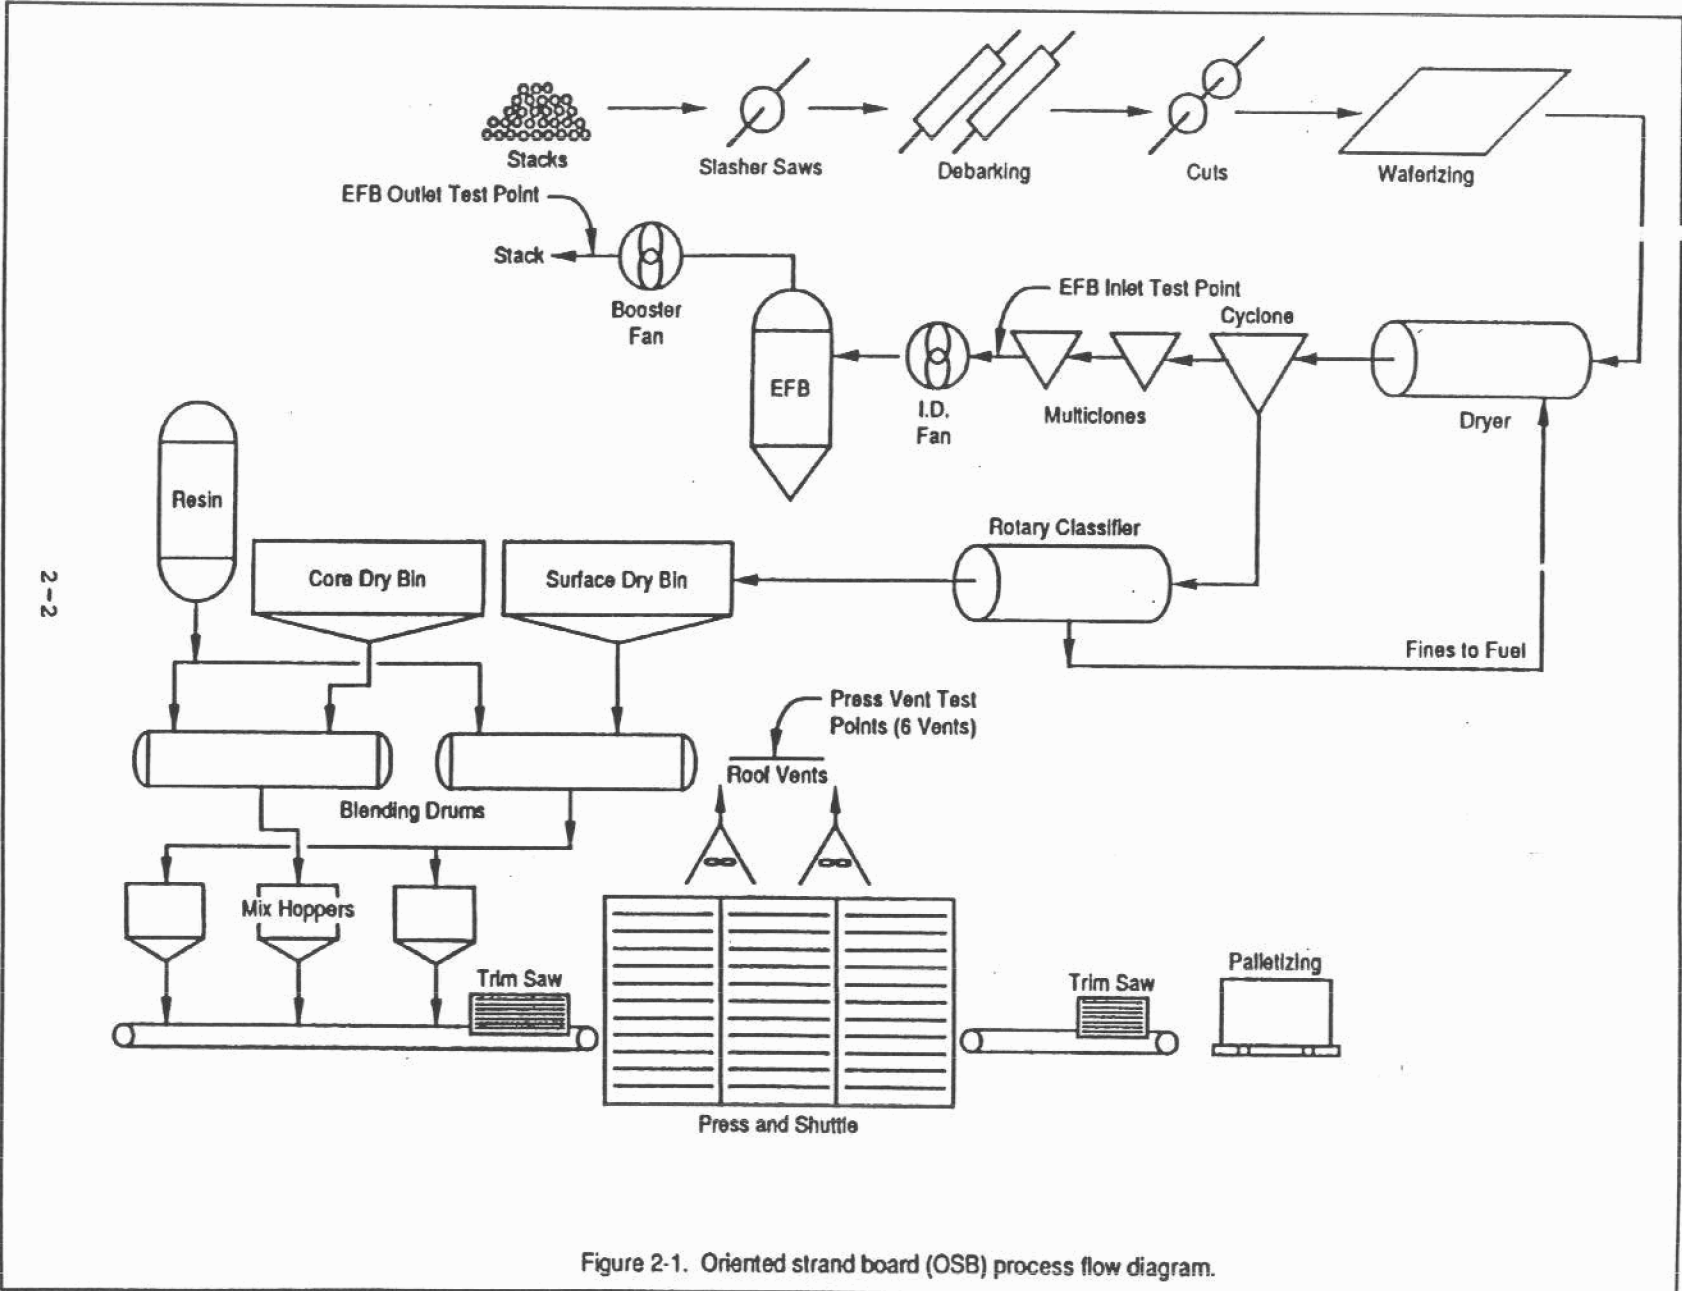 Stacks
Slasher Saws
Debarking
Cuts
Waferizing
EFB Outlet Test Point
Stack
Booster
Fan
EFB Inlet Test Point
Cyclone
EFB
I.D.
Fan
Multiclones
Dryer
Resin
Rotary Classifier
Core Dry Bin
Surface Dry Bin
2-2
Fines to Fuel
Press Vent Test
Points (6 Vents)
Roof Vents
Blending Drums
Mix Hoppers
Trim Saw
Trim Saw
Palletizing
Press and Shuttle
Figure 2-1. Oriented strand board (OSB) process flow diagram.